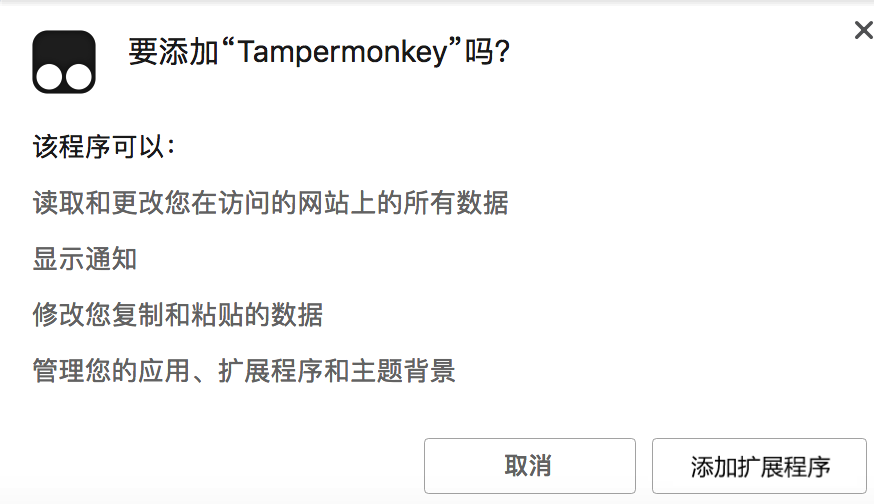 要添加“Tampermonkey”吗?
该程序可以：
读取和更改您在访问的网站上的所有数据
显示通知
修改您复制和粘贴的数据
管理您的应用、扩展程序和主题背景
取消
添加扩展程序